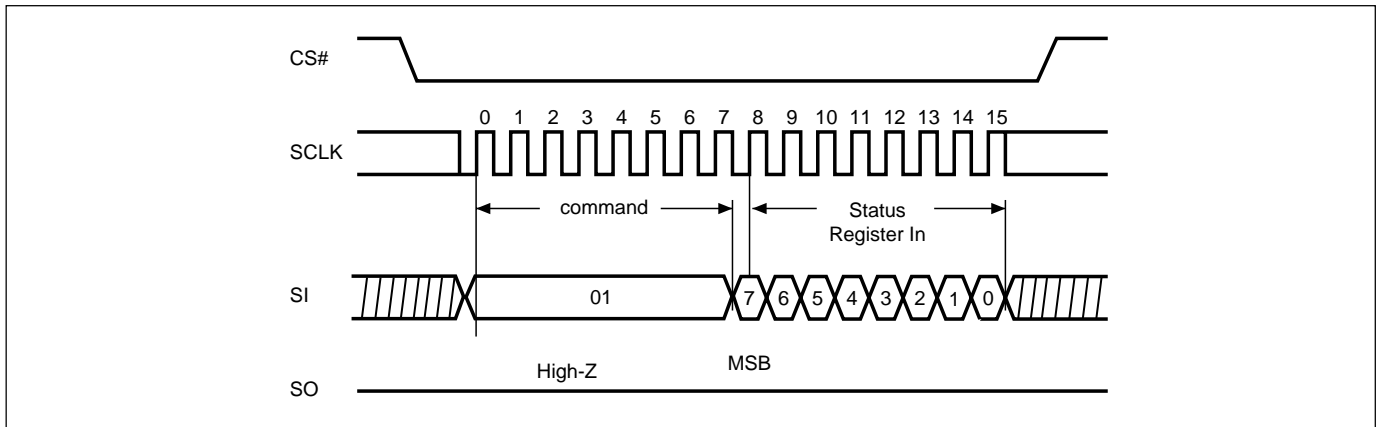 CS#
0 1 2 3 4 5 6 7 8 9 10 11 12 13 14 15
SCLK
command
Status
Register In
SI
01
7 6 5 4 3 2 1 0
MSB
High-Z
SO